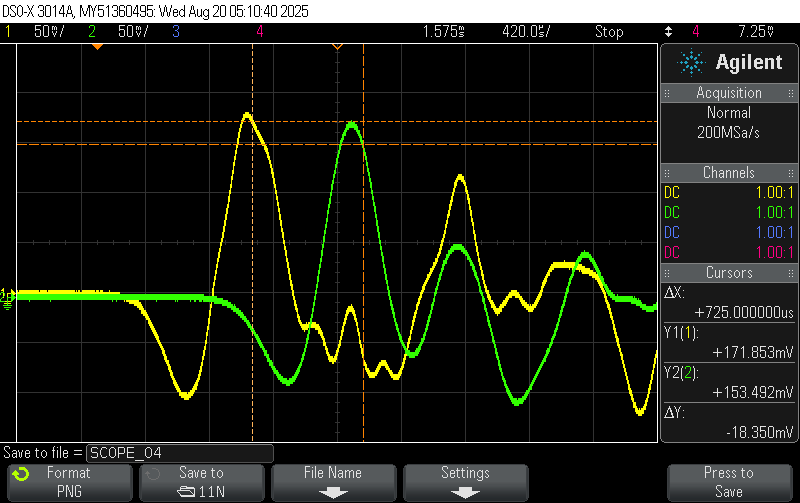 DSO-X 3014A, MY51360495: Wed Aug 20 05:10:40 2025
1 50V/ 2 50V/ 3 4 1.575s 420.0s/ Stop 4 7.25V
Agilent
Acquisition
Normal
200MSa/s
Channels
DC 1.00:1
DC 1.00:1
DC 1.00:1
DC 1.00:1
Cursors
ΔX:
+725.000000us
Y1(1):
+171.853mV
Y2(2):
+153.492mV
ΔY:
-18.350mV
Save to file = SCOPE_04
Format
PNG
Save to
11N
File Name
Settings
Press to
Save